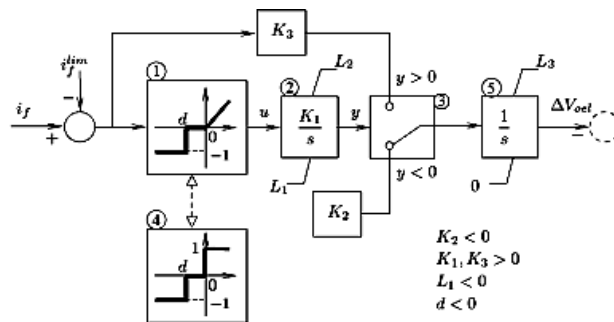 K₃
i_f^lim
−
①
②
L₂
y > 0
L₃
⑤
i_f
+
d
0
−1
u
K₁
s
y
③
1
s
ΔV_oel
−
L₁
y < 0
0
④
K₂
1
d
0
−1
K₂ < 0
K₁, K₃ > 0
L₁ < 0
d < 0